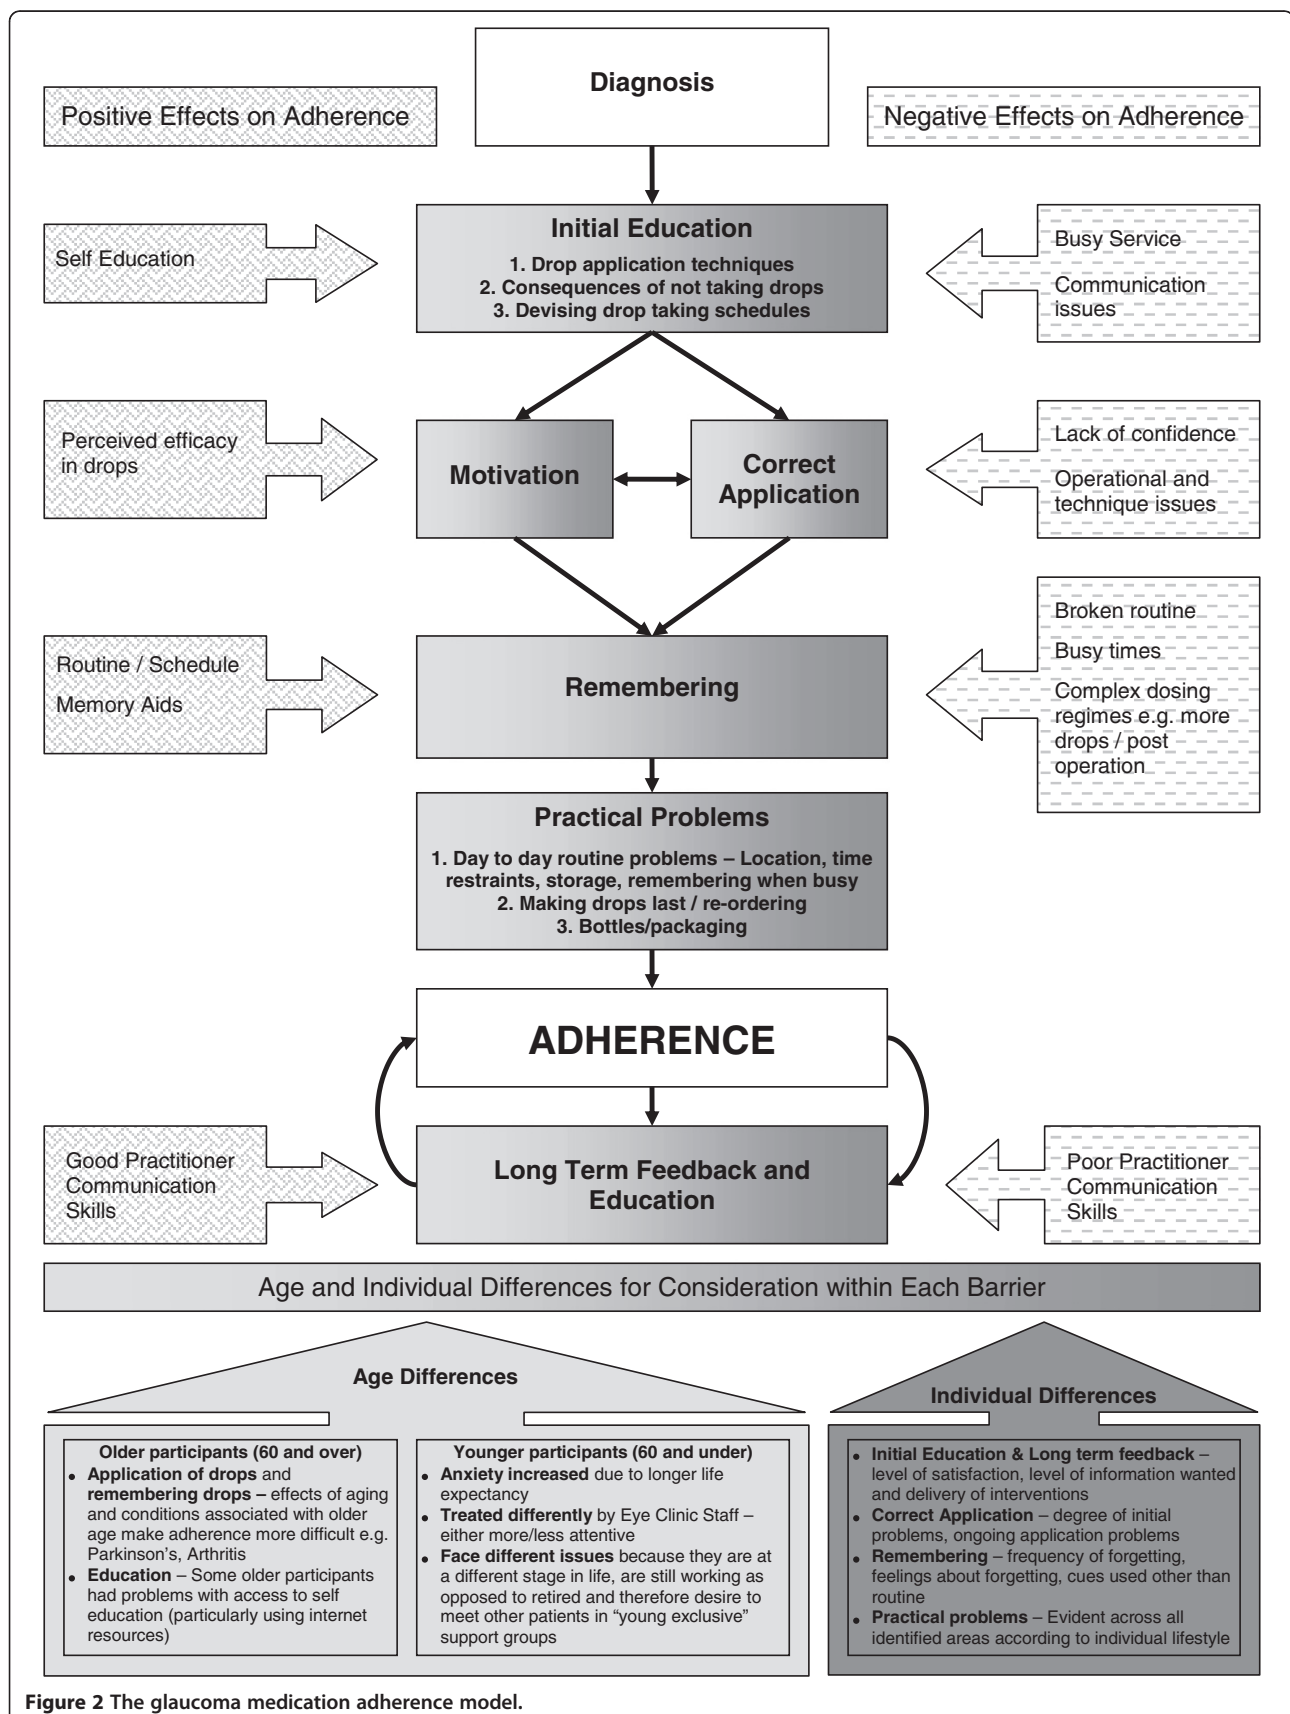 Diagnosis
Positive Effects on Adherence
Negative Effects on Adherence
Self Education
Initial Education
1. Drop application techniques
2. Consequences of not taking drops
3. Devising drop taking schedules
Busy Service
Communication
issues
Perceived efficacy
in drops
Motivation
Correct
Application
Lack of confidence
Operational and
technique issues
Routine / Schedule
Memory Aids
Remembering
Broken routine
Busy times
Complex dosing
regimes e.g. more
drops / post
operation
Practical Problems
1. Day to day routine problems – Location, time
restraints, storage, remembering when busy
2. Making drops last / re-ordering
3. Bottles/packaging
ADHERENCE
Good Practitioner
Communication
Skills
Long Term Feedback and
Education
Poor Practitioner
Communication
Skills
Age and Individual Differences for Consideration within Each Barrier
Age Differences
Older participants (60 and over)
• Application of drops and
remembering drops – effects of aging
and conditions associated with older
age make adherence more difficult e.g.
Parkinson's, Arthritis
• Education – Some older participants
had problems with access to self
education (particularly using internet
resources)
Younger participants (60 and under)
• Anxiety increased due to longer life
expectancy
• Treated differently by Eye Clinic Staff –
either more/less attentive
• Face different issues because they are at
a different stage in life, are still working as
opposed to retired and therefore desire to
meet other patients in “young exclusive”
support groups
Individual Differences
• Initial Education & Long term feedback –
level of satisfaction, level of information wanted
and delivery of interventions
• Correct Application – degree of initial
problems, ongoing application problems
• Remembering – frequency of forgetting,
feelings about forgetting, cues used other than
routine
• Practical problems – Evident across all
identified areas according to individual lifestyle
Figure 2 The glaucoma medication adherence model.